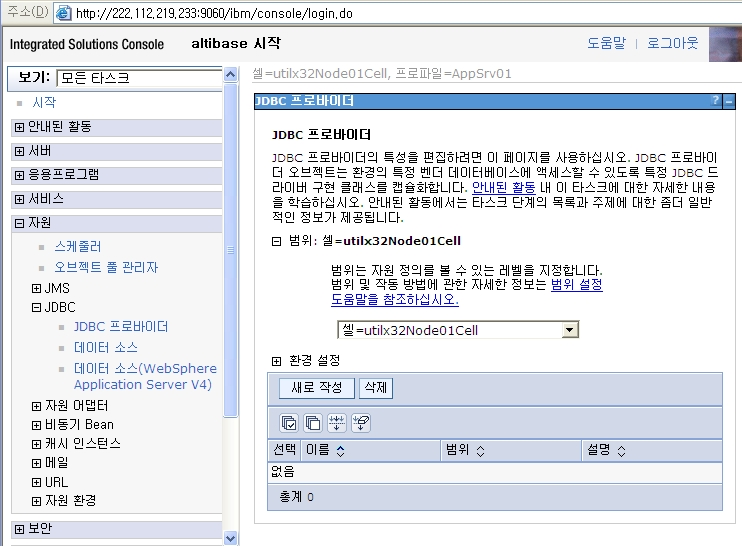 주소(D) http://222,112,219,233:9060/ibm/console/login,do
Integrated Solutions Console altibase 시작 도움말 | 로그아웃
보기: 모든 타스크
시작
안내된 활동
서버
응용프로그램
서비스
자원
스케줄러
오브젝트 풀 관리자
JMS
JDBC
JDBC 프로바이더
데이터 소스
데이터 소스(WebSphere
Application Server V4)
자원 어댑터
비동기 Bean
캐시 인스턴스
메일
URL
자원 환경
보안
셀=utilx32Node01Cell, 프로파일=AppSrv01
JDBC 프로바이더 ? -
JDBC 프로바이더
JDBC 프로바이더의 특성을 편집하려면 이 페이지를 사용하십시오. JDBC 프로바이
더 오브젝트는 환경의 특정 벤더 데이터베이스에 액세스할 수 있도록 특정 JDBC 드
라이버 구현 클래스를 캡슐화합니다. 안내된 활동 내 이 타스크에 대한 자세한 내용
을 학습하십시오. 안내된 활동에서는 타스크 단계의 목록과 주제에 대한 좀더 일반
적인 정보가 제공됩니다.
범위: 셀=utilx32Node01Cell
범위는 자원 정의를 볼 수 있는 레벨을 지정합니다.
범위 및 작동 방법에 관한 자세한 정보는 범위 설정
도움말을 참조하십시오.
셀=utilx32Node01Cell
환경 설정
새로 작성 삭제
선택 이름 범위 설명
없음
총계 0